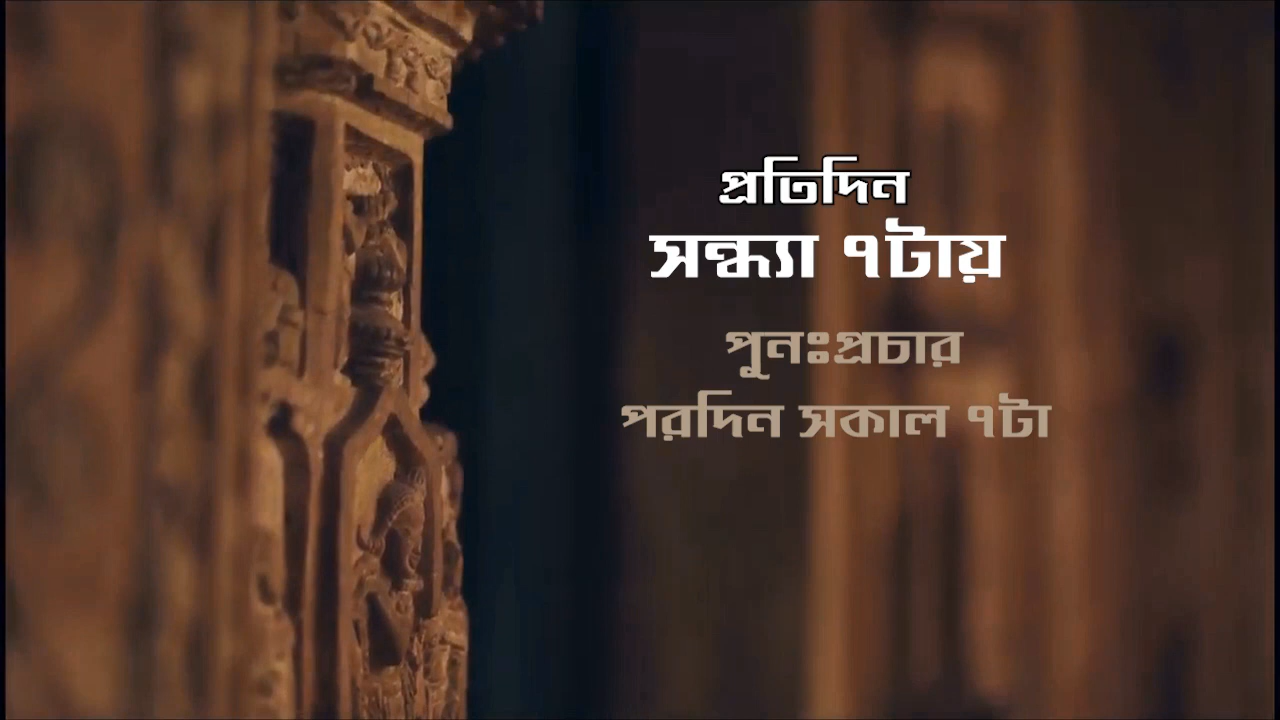 প্রতিদিন
সন্ধ্যা ৭টায়
পুনঃপ্রচার
পরদিন সকাল ৭টা